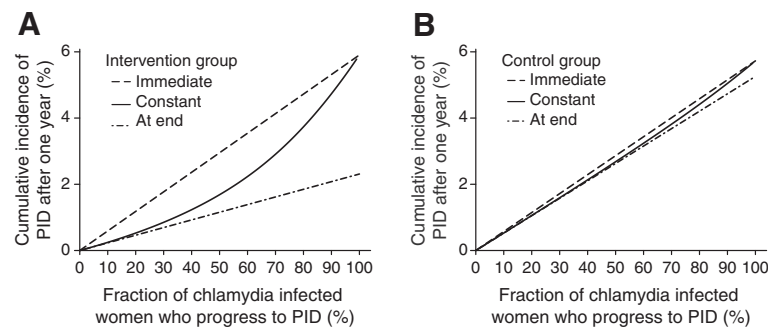 A
Cumulative incidence of
PID after one year (%)
6
4
2
0
Intervention group
Immediate
Constant
At end
0 10 20 30 40 50 60 70 80 90 100
Fraction of chlamydia infected
women who progress to PID (%)
B
Cumulative incidence of
PID after one year (%)
6
4
2
0
Control group
Immediate
Constant
At end
0 10 20 30 40 50 60 70 80 90 100
Fraction of chlamydia infected
women who progress to PID (%)